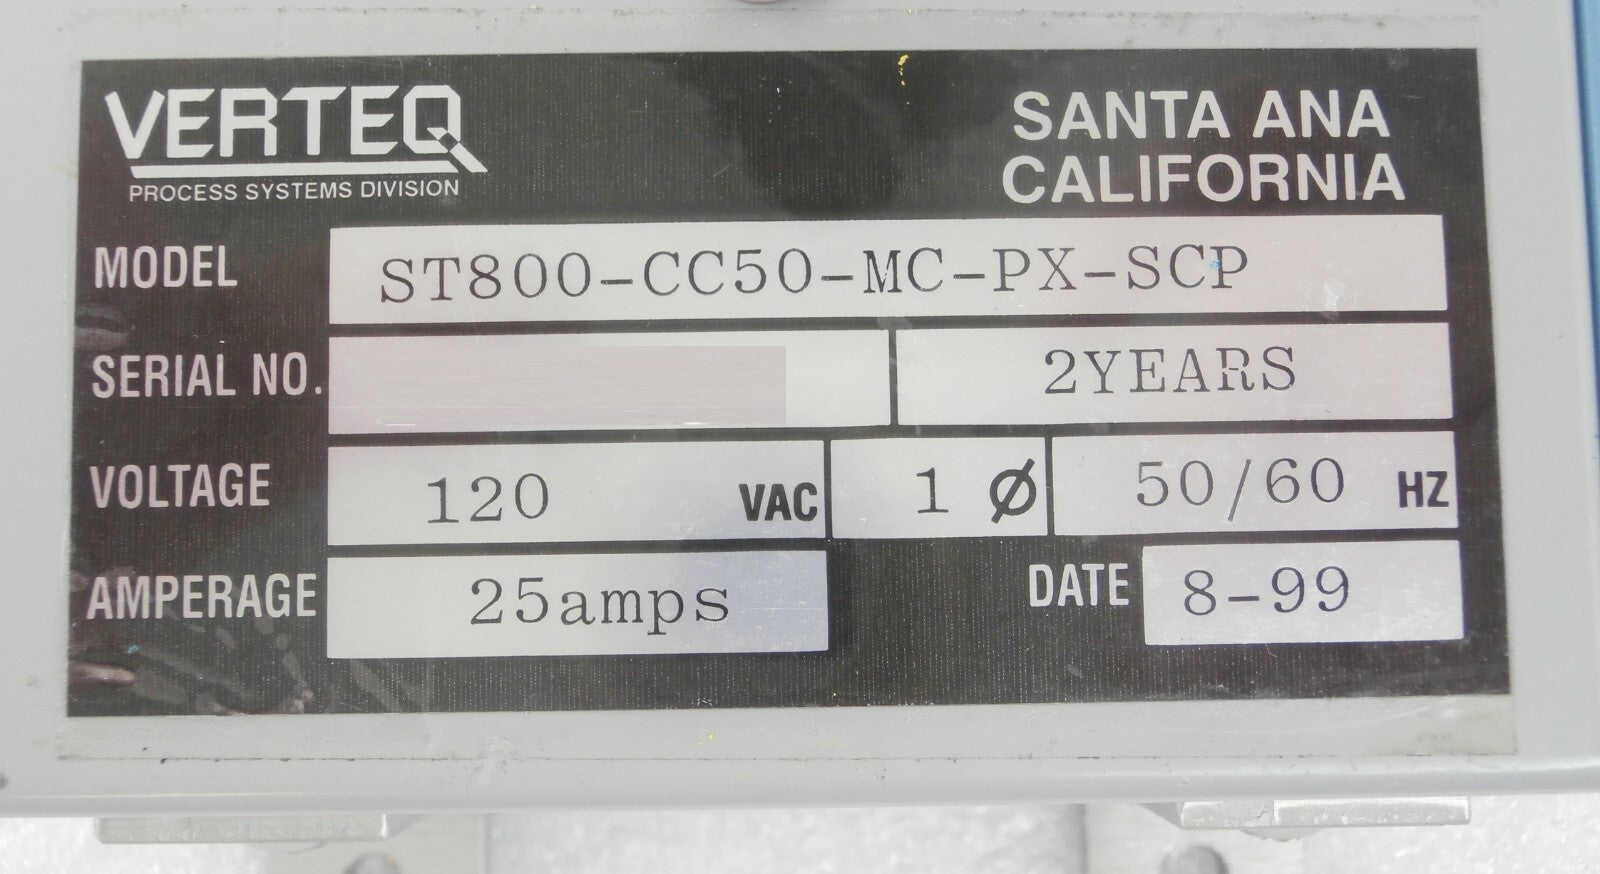 VERTEQ
PROCESS SYSTEMS DIVISION
SANTA ANA
CALIFORNIA
MODEL ST800-CC50-MC-PX-SCP
SERIAL NO. 2YEARS
VOLTAGE 120 VAC 1 Ø 50/60 HZ
AMPERAGE 25amps DATE 8-99